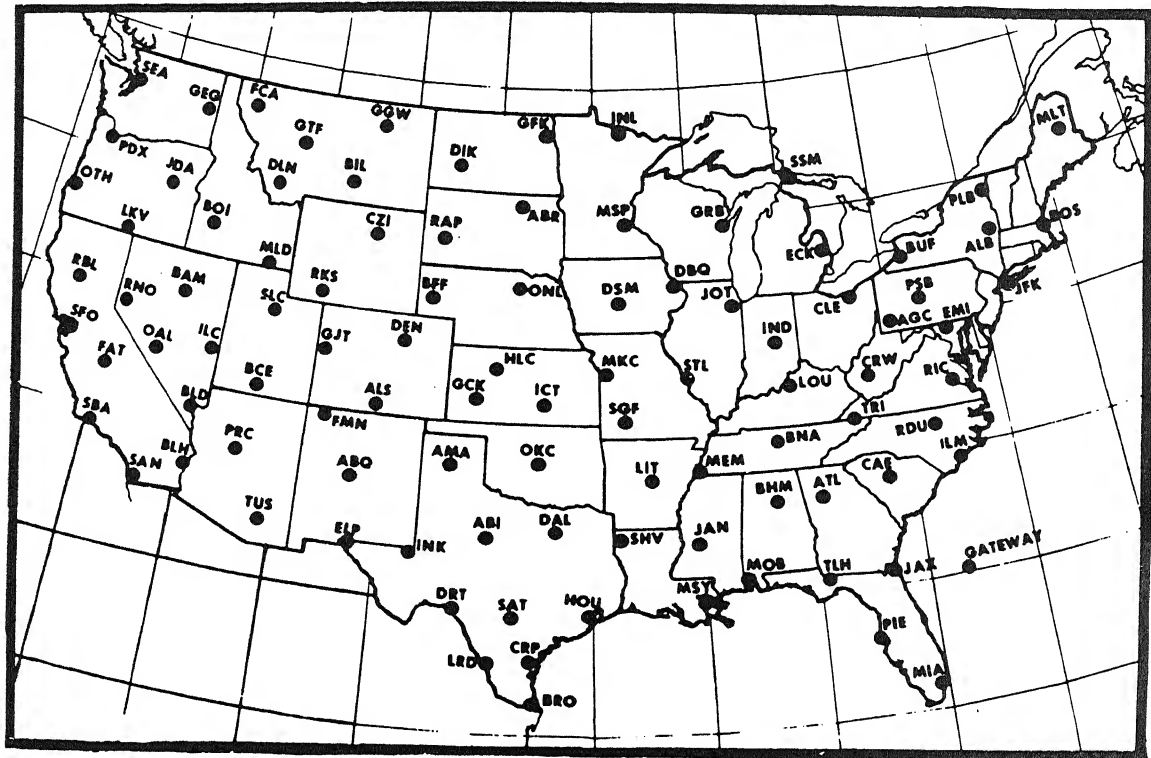 SEA
GEG
FCA
GGW
GTF
GFK
INL
MLT
DIK
PDX
JDA
DLN
BIL
SSM
OTH
PLB
LKV
BOI
CZI
RAP
ABR
MSP
GRB
BOS
ALB
BUF
ECK
MLD
RBL
RNO
BAM
RKS
BFF
ONL
DBQ
DSM
JOT
CLE
PSB
JFK
SLC
SFO
OAL
ILC
GJT
DEN
IND
AGC
EMI
FAT
BCE
HLC
MKC
STL
CRW
RIC
LOU
BLD
ALS
GCK
ICT
SBA
FMN
SGF
TRI
RDU
PRC
BNA
ILM
BLH
SAN
ABQ
AMA
OKC
LIT
MEM
CAE
BHM
ATL
TUS
ELP
INK
ABI
DAL
SHV
JAN
GATEWAY
MOB
TLH
JAX
MSY
DRT
SAT
HOU
PIE
LRD
CRP
MIA
BRO